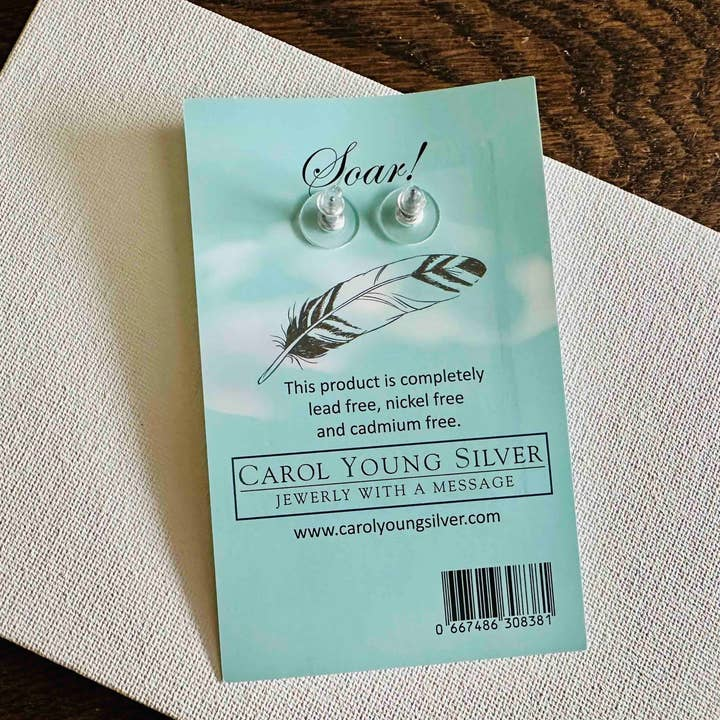 Soar!
This product is completely
lead free, nickel free
and cadmium free.
CAROL YOUNG SILVER
JEWERLY WITH A MESSAGE
www.carolyoungsilver.com
0 667486 308381